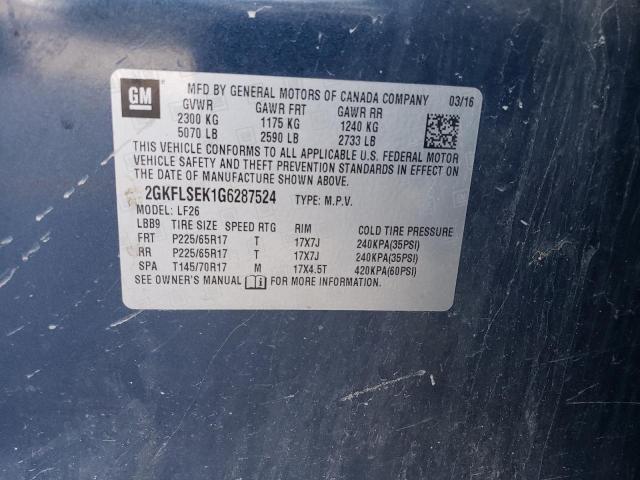 GM
MFD BY GENERAL MOTORS OF CANADA COMPANY 03/16
GVWR GAWR FRT GAWR RR
2300 KG 1175 KG 1240 KG
5070 LB 2590 LB 2733 LB
THIS VEHICLE CONFORMS TO ALL APPLICABLE U.S. FEDERAL MOTOR
VEHICLE SAFETY AND THEFT PREVENTION STANDARDS IN EFFECT ON
THE DATE OF MANUFACTURE SHOWN ABOVE.
2GKFLSEK1G6287524 TYPE: M.P.V.
MODEL: LF26
LBB9 TIRE SIZE SPEED RTG RIM COLD TIRE PRESSURE
FRT P225/65R17 T 17X7J 240KPA(35PSI)
RR P225/65R17 T 17X7J 240KPA(35PSI)
SPA T145/70R17 M 17X4.5T 420KPA(60PSI)
SEE OWNER'S MANUAL i FOR MORE INFORMATION.